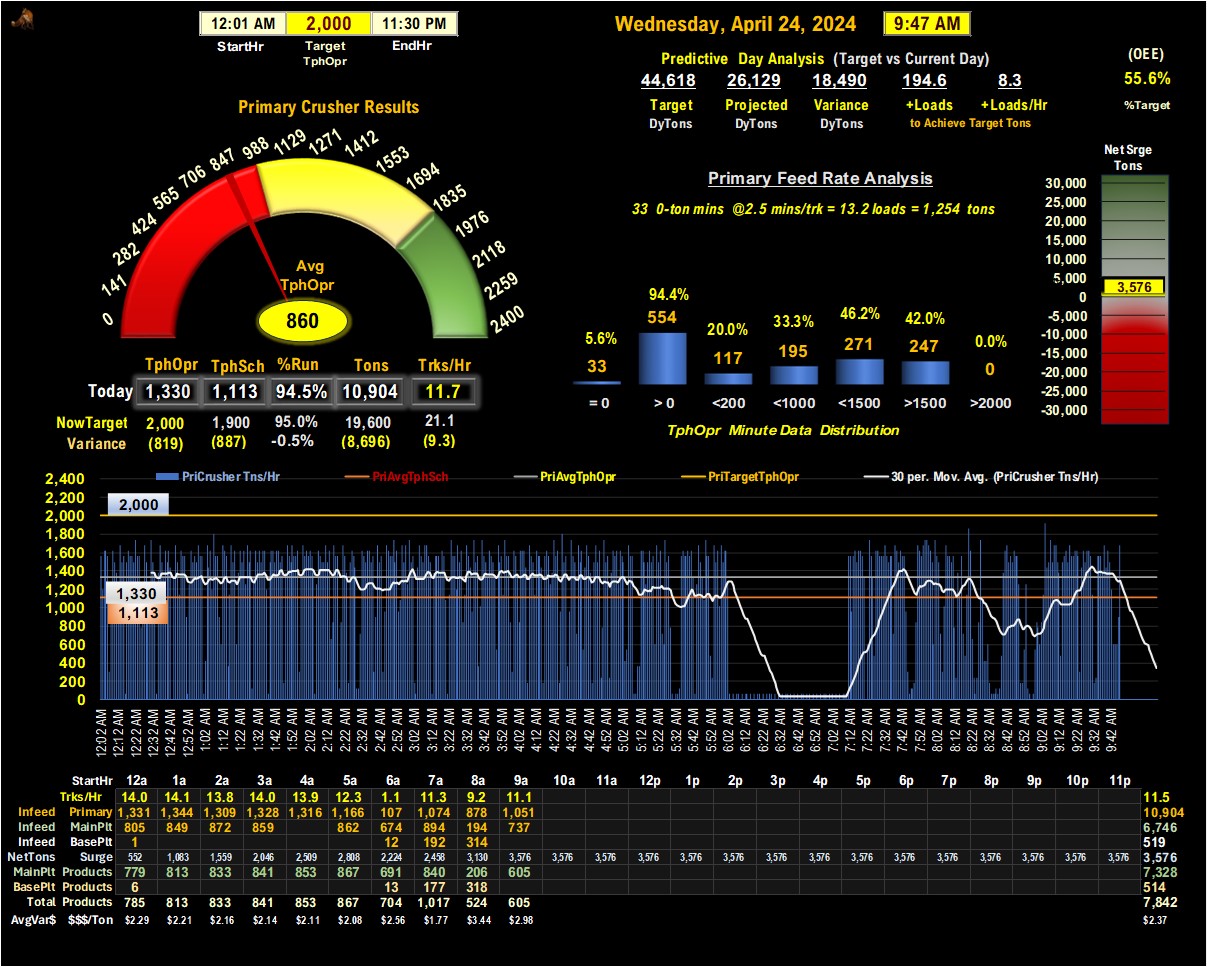 12:01 AM 2,000 11:30 PM
StartHr Target TphOpr EndHr
Wednesday, April 24, 2024 9:47 AM
Predictive Day Analysis (Target vs Current Day)
44,618 26,129 18,490 194.6 8.3
Target Projected Variance +Loads +Loads/Hr
DyTons DyTons DyTons to Achieve Target Tons
(OEE)
55.6%
%Target
Primary Crusher Results
0 141 282 424 565 706 847 988 1129 1271 1412 1553 1694 1835 1976 2118 2259 2400
Avg
TphOpr
860
TphOpr TphSch %Run Tons Trks/Hr
Today 1,330 1,113 94.5% 10,904 11.7
NowTarget 2,000 1,900 95.0% 19,600 21.1
Variance (819) (887) -0.5% (8,696) (9.3)
Primary Feed Rate Analysis
33 0-ton mins @2.5 mins/trk = 13.2 loads = 1,254 tons
5.6% 94.4% 20.0% 33.3% 46.2% 42.0% 0.0%
33 554 117 195 271 247 0
= 0 > 0 <200 <1000 <1500 >1500 >2000
TphOpr Minute Data Distribution
Net Srge
Tons
30,000
25,000
20,000
15,000
10,000
5,000
3,576
0
-5,000
-10,000
-15,000
-20,000
-25,000
-30,000
PriCrusher Tns/Hr PriAvgTphSch PriAvgTphOpr PriTargetTphOpr 30 per. Mov. Avg. (PriCrusher Tns/Hr)
2,400
2,200
2,000
1,800
1,600
1,400
1,200
1,000
800
600
400
200
0
2,000
1,330
1,113
12:02 AM 12:12 AM 12:22 AM 12:32 AM 12:42 AM 12:52 AM 1:02 AM 1:12 AM 1:22 AM 1:32 AM 1:42 AM 1:52 AM 2:02 AM 2:12 AM 2:22 AM 2:32 AM 2:42 AM 2:52 AM 3:02 AM 3:12 AM 3:22 AM 3:32 AM 3:42 AM 3:52 AM 4:02 AM 4:12 AM 4:22 AM 4:32 AM 4:42 AM 4:52 AM 5:02 AM 5:12 AM 5:22 AM 5:32 AM 5:42 AM 5:52 AM 6:02 AM 6:12 AM 6:22 AM 6:32 AM 6:42 AM 6:52 AM 7:02 AM 7:12 AM 7:22 AM 7:32 AM 7:42 AM 7:52 AM 8:02 AM 8:12 AM 8:22 AM 8:32 AM 8:42 AM 8:52 AM 9:02 AM 9:12 AM 9:22 AM 9:32 AM 9:42 AM
StartHr 12a 1a 2a 3a 4a 5a 6a 7a 8a 9a 10a 11a 12p 1p 2p 3p 4p 5p 6p 7p 8p 9p 10p 11p
Trks/Hr 14.0 14.1 13.8 14.0 13.9 12.3 1.1 11.3 9.2 11.1 11.5
Infeed Primary 1,331 1,344 1,309 1,328 1,316 1,166 107 1,074 878 1,051 10,904
Infeed MainPlt 805 849 872 859 862 674 894 194 737 6,746
Infeed BasePlt 1 12 192 314 519
NetTons Surge 552 1,083 1,559 2,046 2,509 2,808 2,224 2,458 3,130 3,576 3,576 3,576 3,576 3,576 3,576 3,576 3,576 3,576 3,576 3,576 3,576 3,576 3,576 3,576 3,576
MainPlt Products 779 813 833 841 853 867 691 840 206 605 7,328
BasePlt Products 6 13 177 318 514
Total Products 785 813 833 841 853 867 704 1,017 524 605 7,842
AvgVar$ $$$/Ton $2.29 $2.21 $2.16 $2.14 $2.11 $2.08 $2.56 $1.77 $3.44 $2.98 $2.37